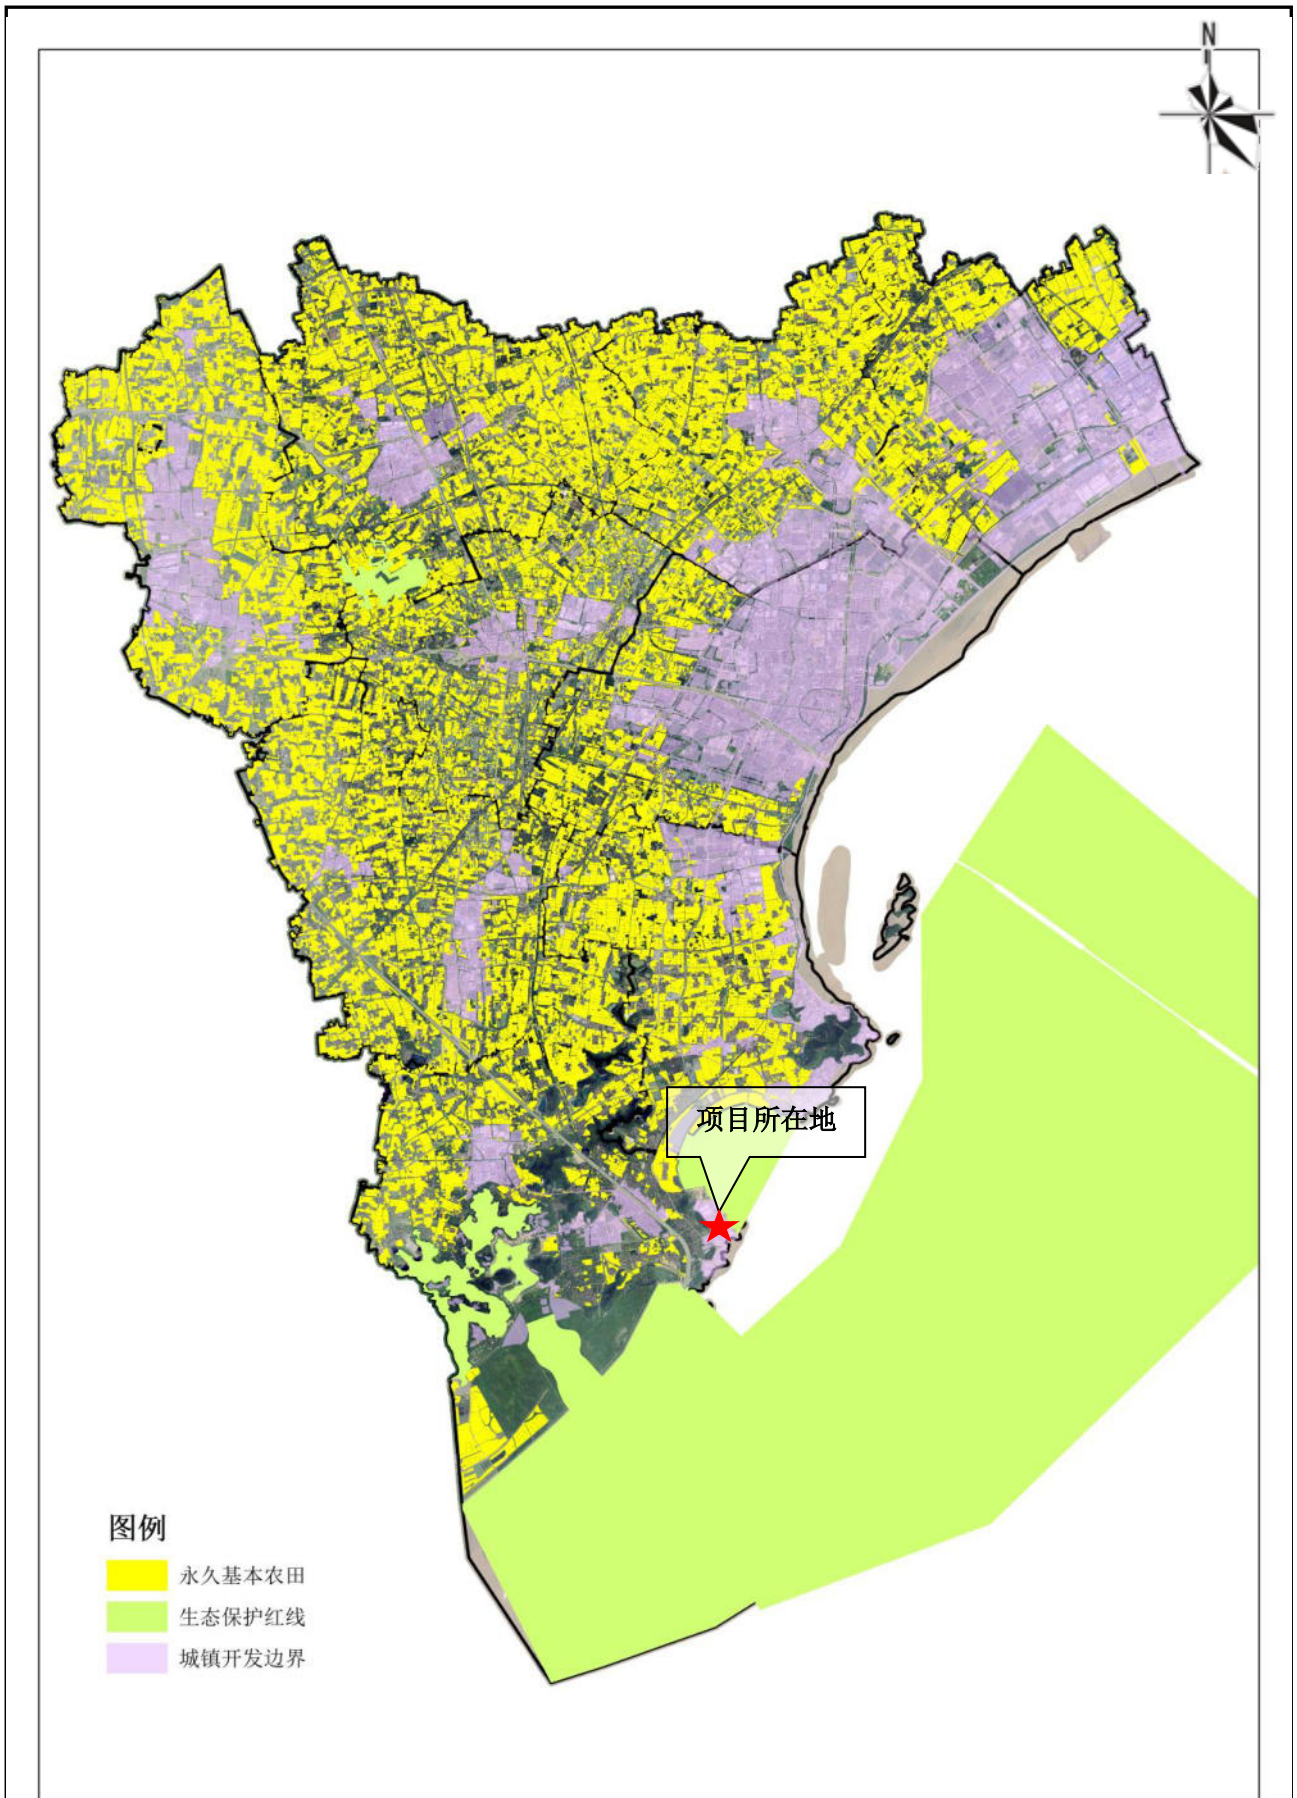 N
项目所在地
图例
永久基本农田
生态保护红线
城镇开发边界